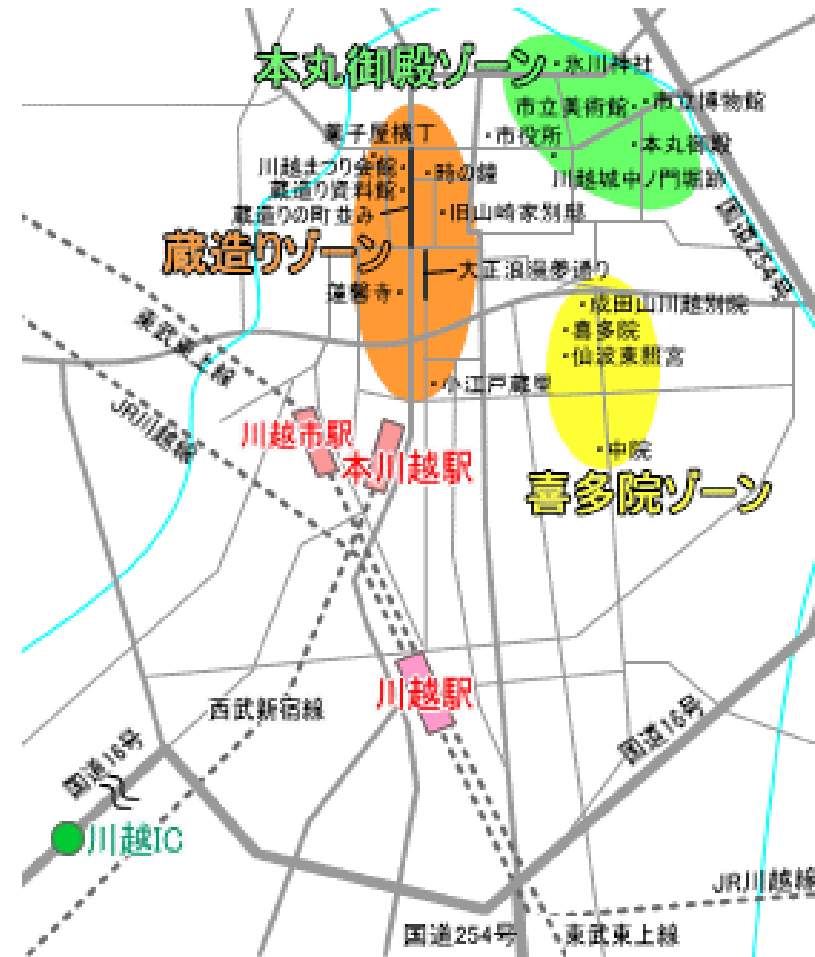 本丸御殿ゾーン
氷川神社
市立美術館
市立博物館
菓子屋横丁
市役所
本丸御殿
川越まつり会館
時の鐘
川越城中ノ門堀跡
蔵造り資料館
蔵造りの町並み
旧山崎家別邸
国道254号
蔵造りゾーン
大正浪漫夢通り
蓮馨寺
成田山川越別院
喜多院
仙波東照宮
東武東上線
小江戸蔵里
JR川越線
川越市駅
本川越駅
中院
喜多院ゾーン
川越駅
西武新宿線
国道16号
国道16号
川越IC
JR川越線
国道254号
東武東上線